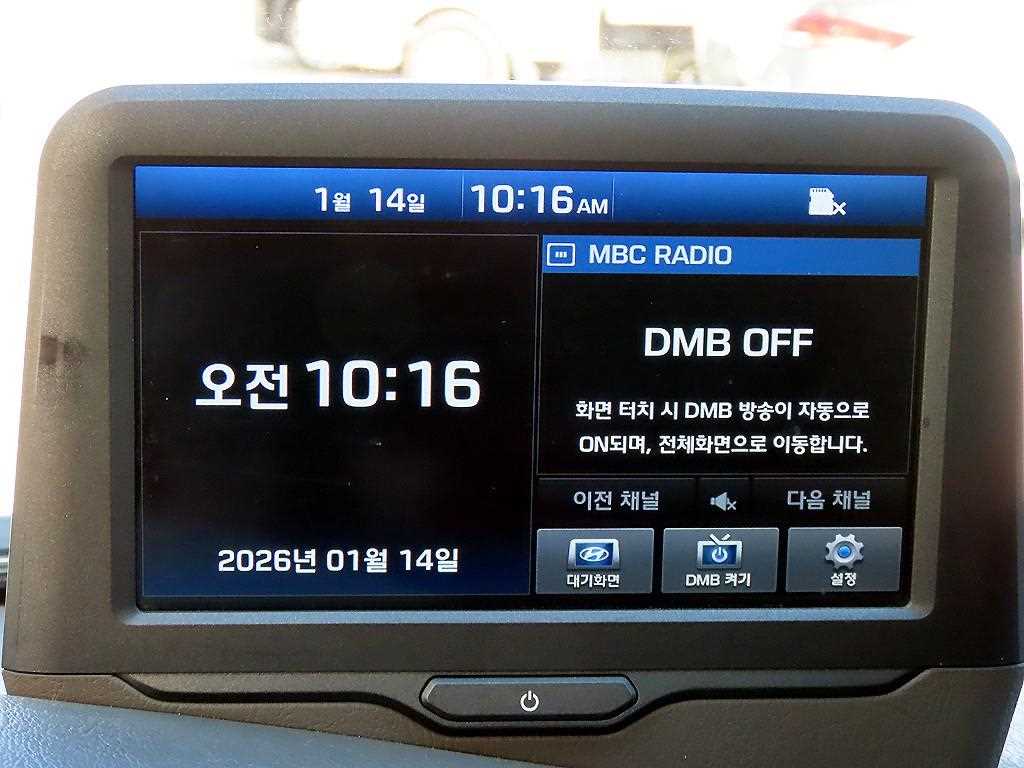 1월 14일 10:16 AM
MBC RADIO
DMB OFF
화면 터치 시 DMB 방송이 자동으로
ON되며, 전체화면으로 이동합니다.
오전 10:16
2026년 01월 14일
이전 채널 다음 채널
대기화면 DMB 켜기 설정